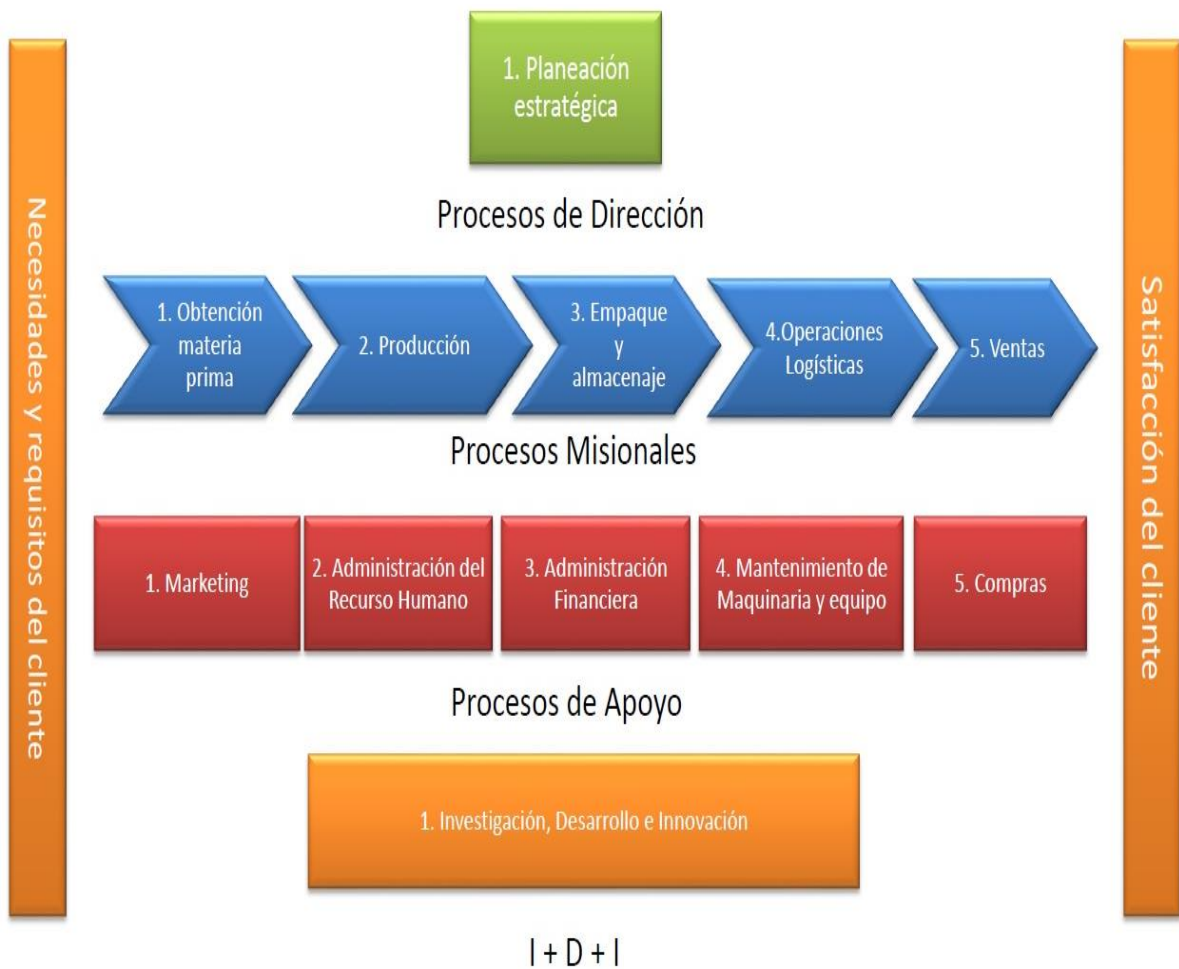 Necesidades y requisitos del cliente
1. Planeación
estratégica
Procesos de Dirección
1. Obtención
materia
prima
2. Producción
3. Empaque
y
almacenaje
4.Operaciones
Logísticas
5. Ventas
Procesos Misionales
1. Marketing
2. Administración del
Recurso Humano
3. Administración
Financiera
4. Mantenimiento de
Maquinaria y equipo
5. Compras
Procesos de Apoyo
1. Investigación, Desarrollo e Innovación
I + D + I
Satisfacción del cliente